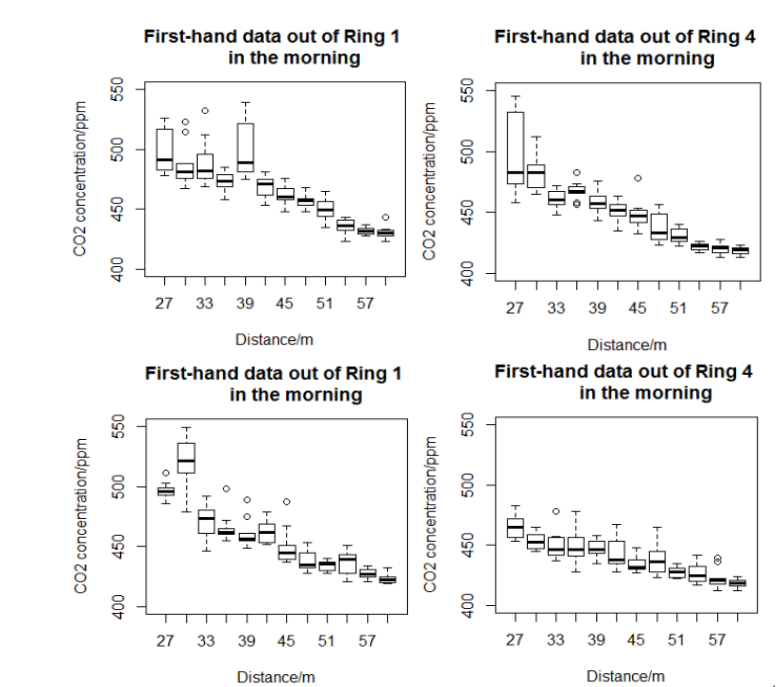 First-hand data out of Ring 1
in the morning
CO2 concentration/ppm
550
500
450
400
27 33 39 45 51 57
Distance/m
First-hand data out of Ring 4
in the morning
CO2 concentration/ppm
550
500
450
400
27 33 39 45 51 57
Distance/m
First-hand data out of Ring 1
in the morning
CO2 concentration/ppm
550
500
450
400
27 33 39 45 51 57
Distance/m
First-hand data out of Ring 4
in the morning
CO2 concentration/ppm
550
500
450
400
27 33 39 45 51 57
Distance/m